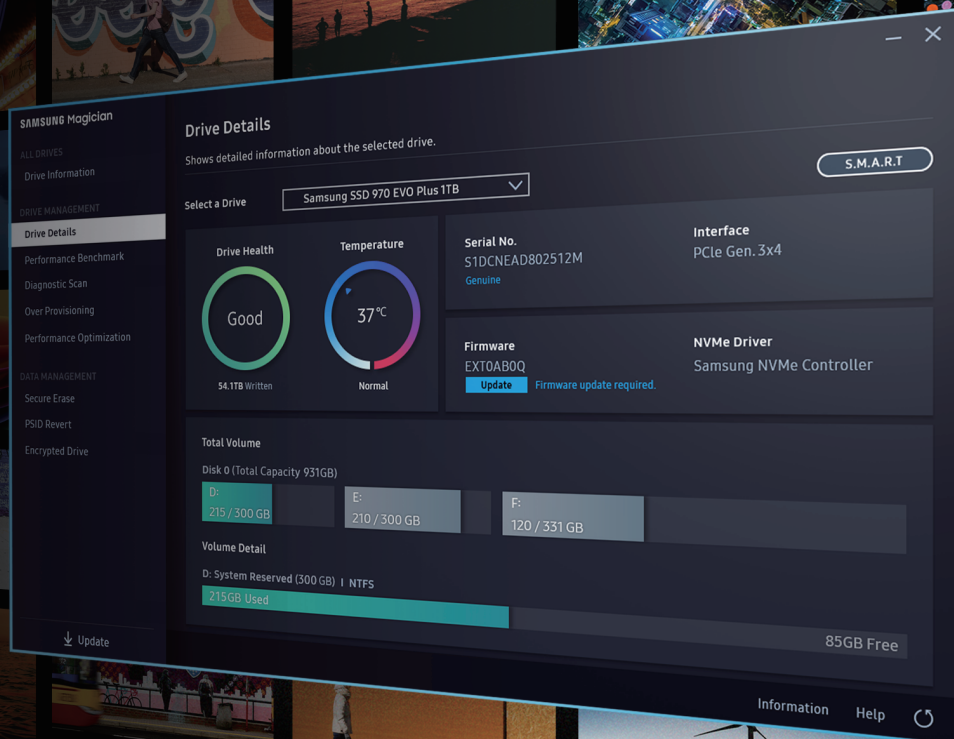 SAMSUNG Magician
ALL DRIVES
Drive Information
DRIVE MANAGEMENT
Drive Details
Performance Benchmark
Diagnostic Scan
Over Provisioning
Performance Optimization
DATA MANAGEMENT
Secure Erase
PSID Revert
Encrypted Drive
Update
Drive Details
Shows detailed information about the selected drive.
S.M.A.R.T
Select a Drive
Samsung SSD 970 EVO Plus 1TB
Drive Health
Good
54.1TB Written
Temperature
37°C
Normal
Serial No.
S1DCNEAD802512M
Genuine
Interface
PCIe Gen. 3x4
Firmware
EXT0AB0Q
Update Firmware update required.
NVMe Driver
Samsung NVMe Controller
Total Volume
Disk 0 (Total Capacity 931GB)
D:
215 / 300 GB
E:
210 / 300 GB
F:
120 / 331 GB
Volume Detail
D: System Reserved (300 GB) I NTFS
215GB Used
85GB Free
Information Help